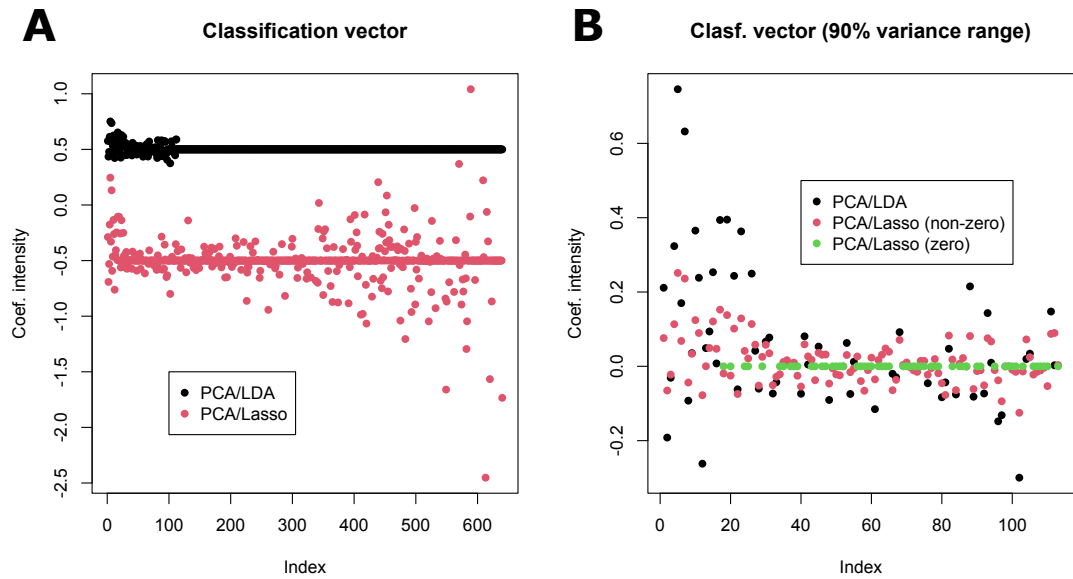 A
Classification vector
Coef. intensity
1.0
0.5
0.0
-0.5
-1.0
-1.5
-2.0
-2.5
PCA/LDA
PCA/Lasso
0 100 200 300 400 500 600
Index
B
Clasf. vector (90% variance range)
Coef. intensity
0.6
0.4
0.2
0.0
-0.2
PCA/LDA
PCA/Lasso (non-zero)
PCA/Lasso (zero)
0 20 40 60 80 100
Index